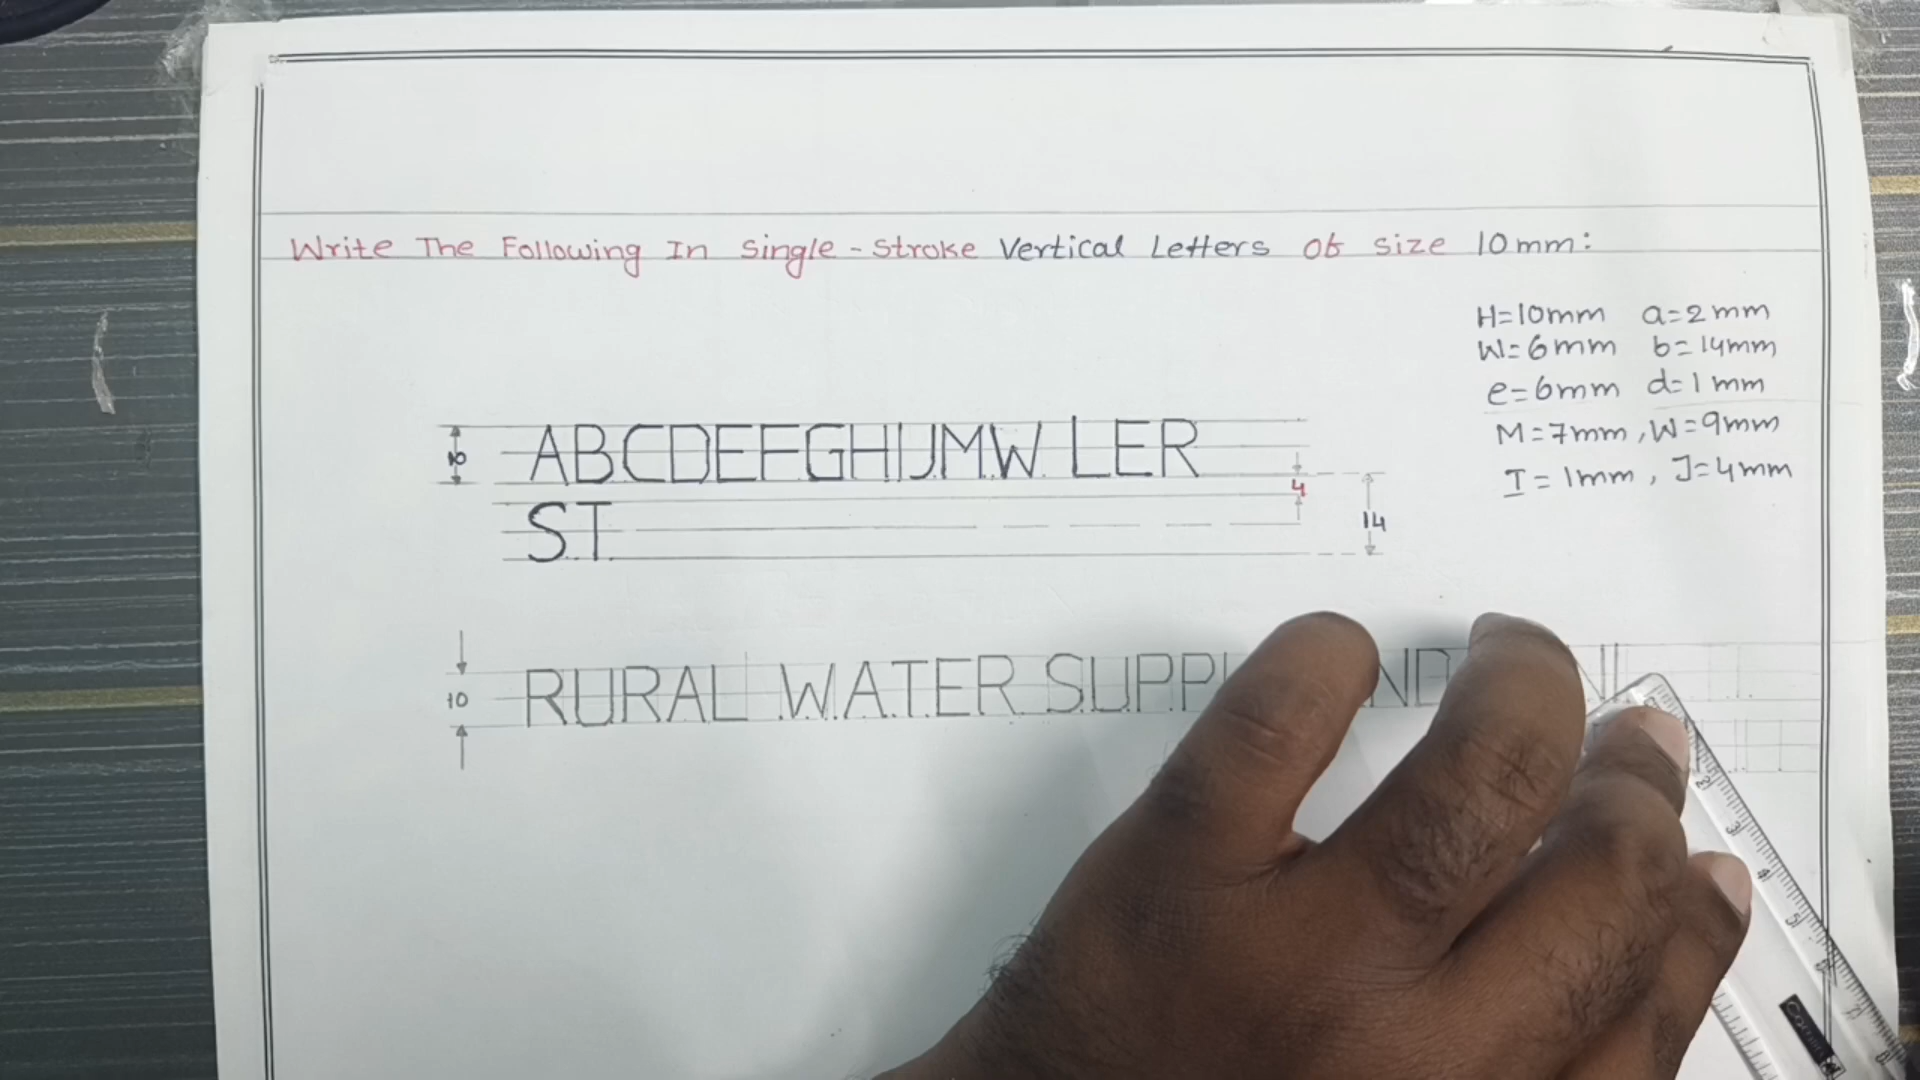 Write The Following In Single-Stroke Vertical Letters Of size 10mm:
H=10mm a=2mm
W=6mm b=14mm
e=6mm d=1mm
M=7mm, W=9mm
I=1mm, J=4mm
10 ABCDEFGHIJMW LER
4
ST
14
10 RURAL WATER